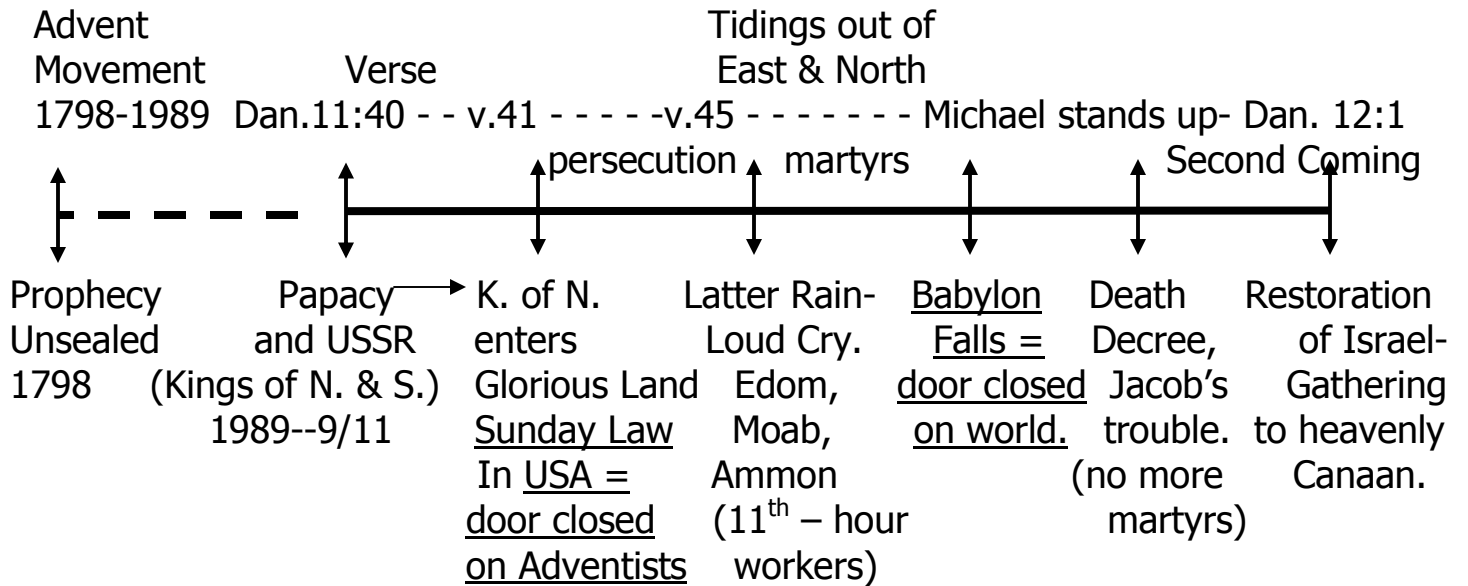 Advent Tidings out of
Movement Verse East & North
1798-1989 Dan.11:40 - - v.41 - - - - -v.45 - - - - - - - Michael stands up- Dan. 12:1
persecution martyrs Second Coming
Prophecy Papacy K. of N. Latter Rain- Babylon Death Restoration
Unsealed and USSR enters Loud Cry. Falls = Decree, of Israel-
1798 (Kings of N. & S.) Glorious Land Edom, door closed Jacob’s Gathering
1989--9/11 Sunday Law Moab, on world. trouble. to heavenly
In USA = Ammon (no more Canaan.
door closed (11th – hour martyrs)
on Adventists workers)